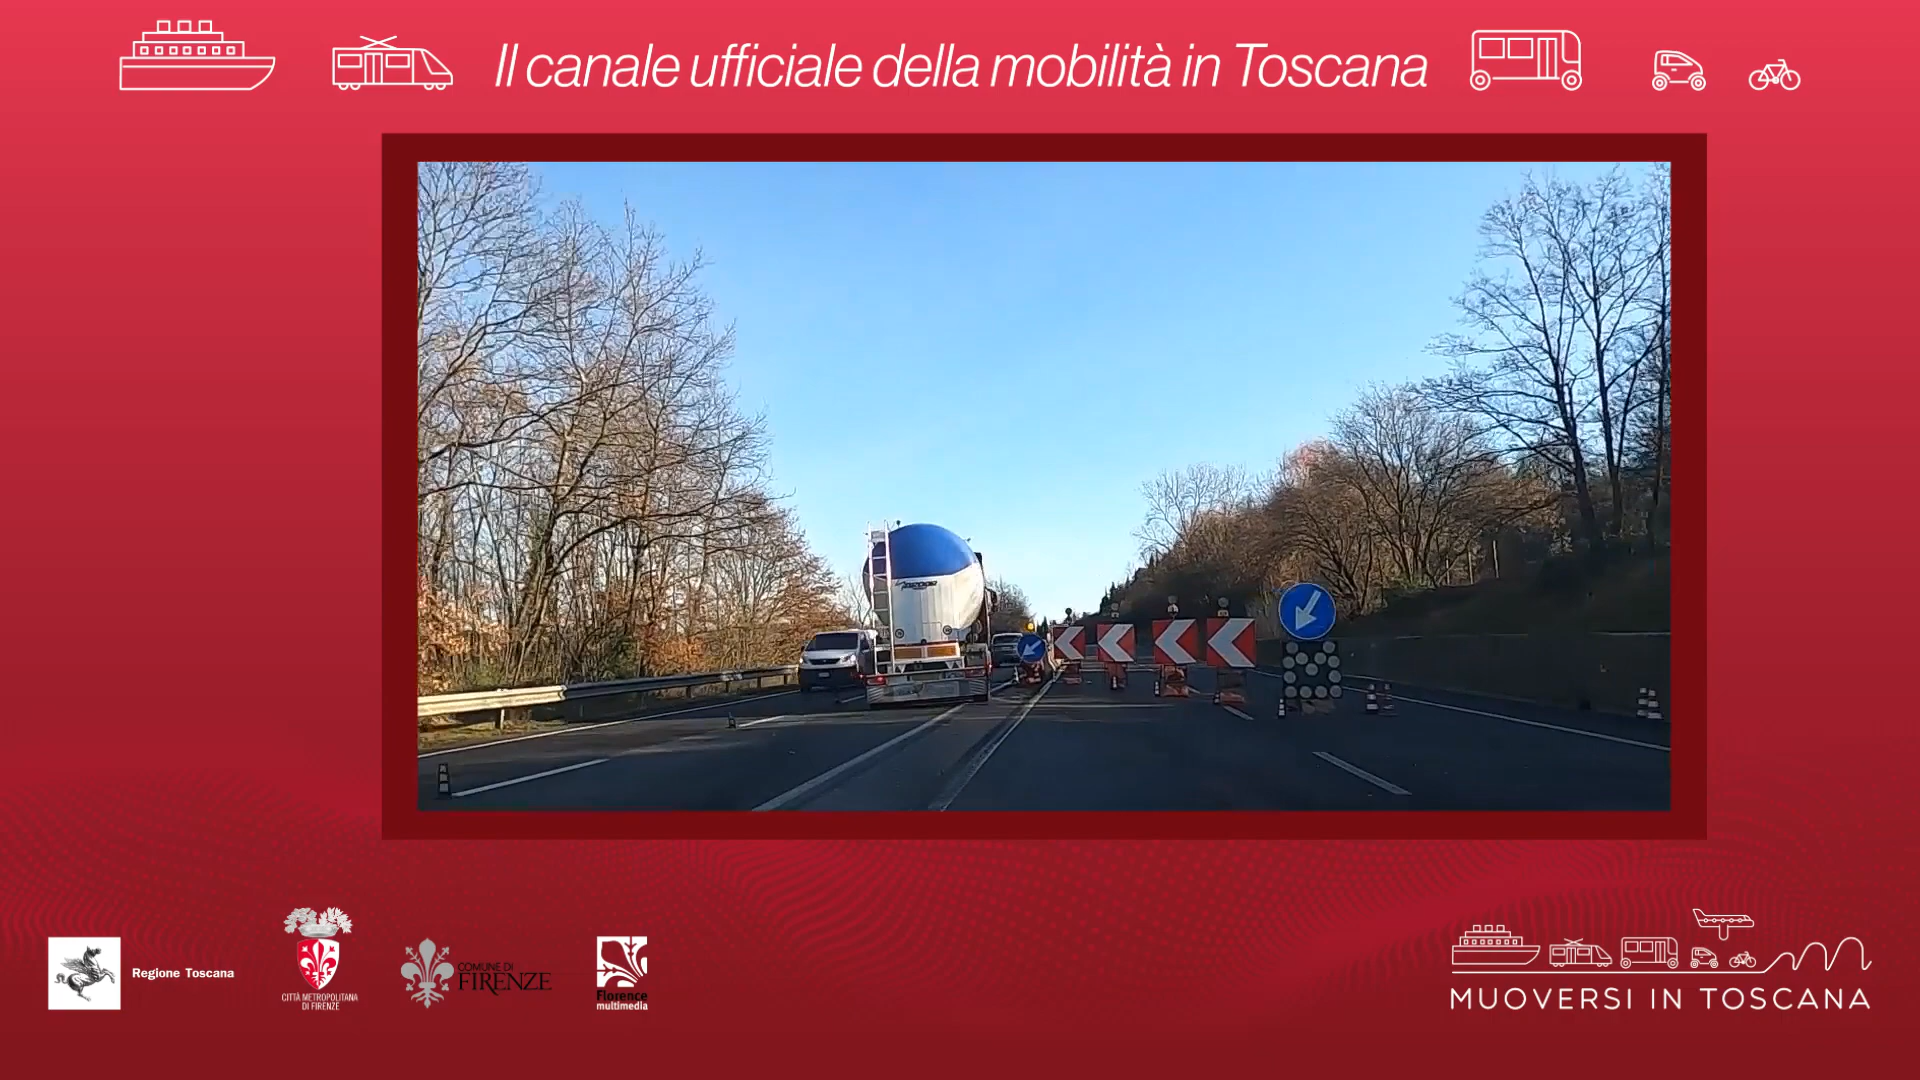 Il canale ufficiale della mobilità in Toscana
Regione Toscana
CITTÀ METROPOLITANA
DI FIRENZE
COMUNE DI
FIRENZE
Florence
multimedia
MUOVERSI IN TOSCANA